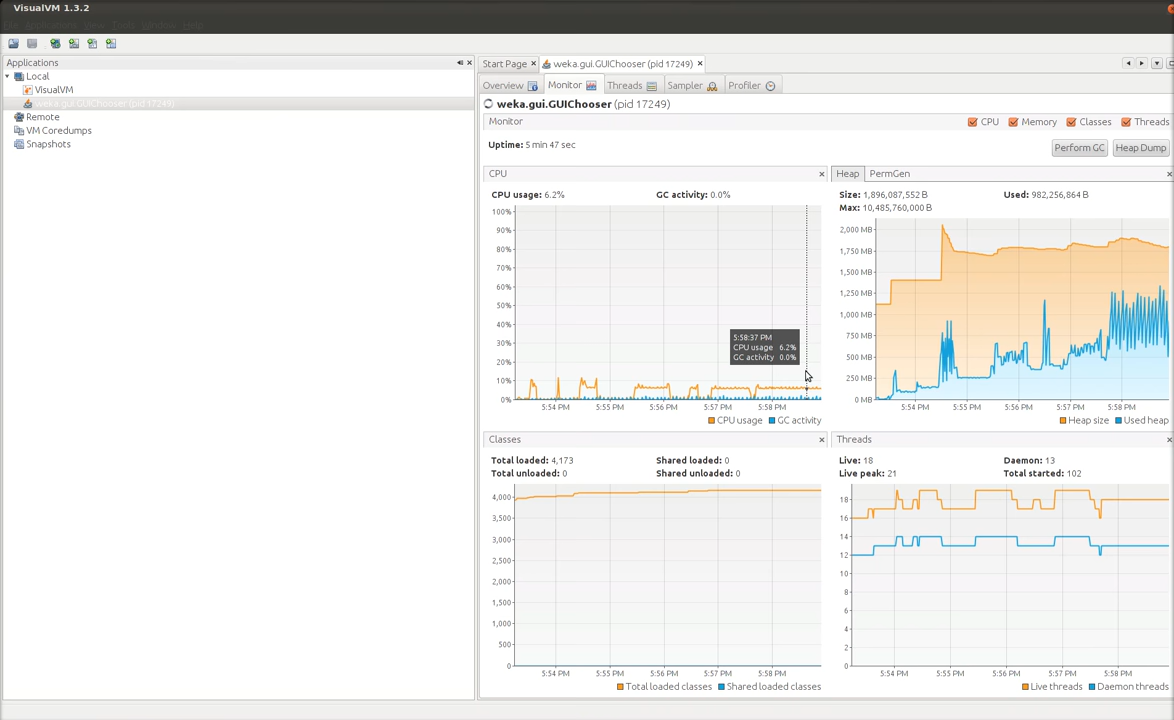 VisualVM 1.3.2
File Applications View Tools Window Help
Applications
Local
VisualVM
weka.gui.GUIChooser (pid 17249)
Remote
VM Coredumps
Snapshots
Start Page
weka.gui.GUIChooser (pid 17249)
Overview Monitor Threads Sampler Profiler
weka.gui.GUIChooser (pid 17249)
Monitor CPU Memory Classes Threads
Uptime: 5 min 47 sec Perform GC Heap Dump
CPU
CPU usage: 6.2% GC activity: 0.0%
100%
90%
80%
70%
60%
50%
40%
30%
20%
10%
0%
5:58:37 PM
CPU usage 6.2%
GC activity 0.0%
5:54 PM 5:55 PM 5:56 PM 5:57 PM 5:58 PM
CPU usage GC activity
Heap PermGen
Size: 1,896,087,552 B Used: 982,256,864 B
Max: 10,485,760,000 B
2,000 MB
1,750 MB
1,500 MB
1,250 MB
1,000 MB
750 MB
500 MB
250 MB
0 MB
5:54 PM 5:55 PM 5:56 PM 5:57 PM 5:58 PM
Heap size Used heap
Classes
Total loaded: 4,173 Shared loaded: 0
Total unloaded: 0 Shared unloaded: 0
4,000
3,500
3,000
2,500
2,000
1,500
1,000
500
0
5:54 PM 5:55 PM 5:56 PM 5:57 PM 5:58 PM
Total loaded classes Shared loaded classes
Threads
Live: 18 Daemon: 13
Live peak: 21 Total started: 102
18
16
14
12
10
8
6
4
2
0
5:54 PM 5:55 PM 5:56 PM 5:57 PM 5:58 PM
Live threads Daemon threads